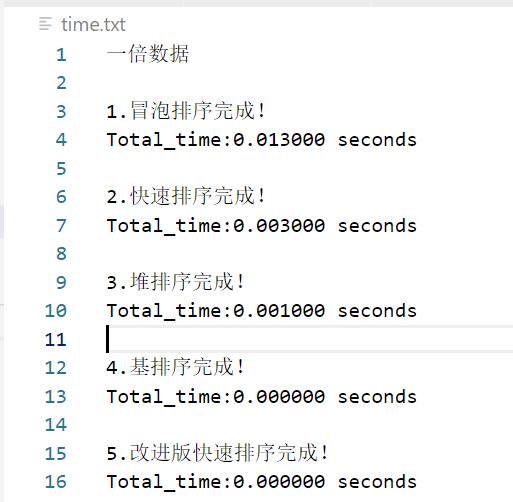 time.txt
1 一倍数据
2
3 1.冒泡排序完成!
4 Total_time:0.013000 seconds
5
6 2.快速排序完成!
7 Total_time:0.003000 seconds
8
9 3.堆排序完成!
10 Total_time:0.001000 seconds
11
12 4.基排序完成!
13 Total_time:0.000000 seconds
14
15 5.改进版快速排序完成!
16 Total_time:0.000000 seconds